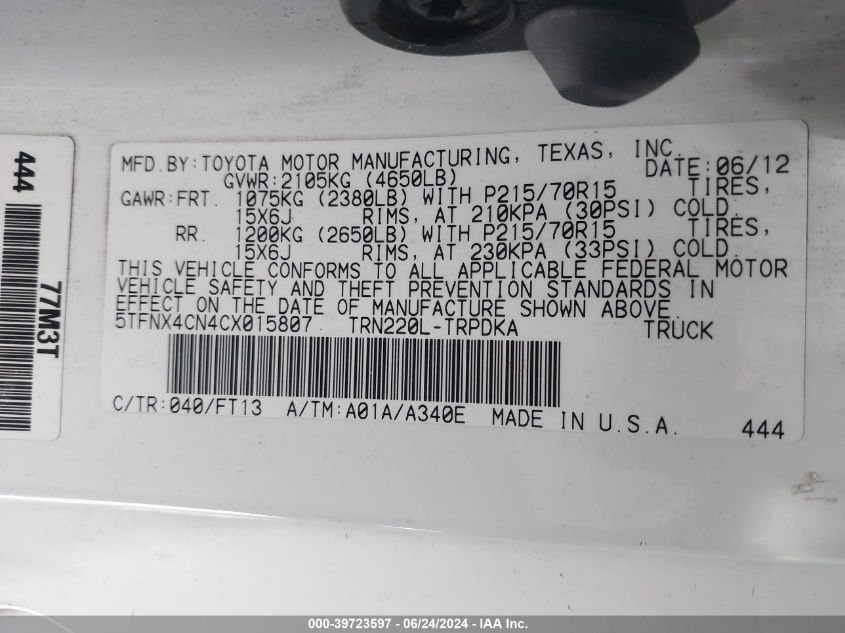 MFD.BY:TOYOTA MOTOR MANUFACTURING, TEXAS, INC.
GVWR:2105KG (4650LB) DATE:06/12
GAWR:FRT. 1075KG (2380LB) WITH P215/70R15 TIRES,
15X6J RIMS, AT 210KPA (30PSI) COLD.
RR. 1200KG (2650LB) WITH P215/70R15 TIRES,
15X6J RIMS, AT 230KPA (33PSI) COLD.
THIS VEHICLE CONFORMS TO ALL APPLICABLE FEDERAL MOTOR
VEHICLE SAFETY AND THEFT PREVENTION STANDARDS IN
EFFECT ON THE DATE OF MANUFACTURE SHOWN ABOVE.
5TFNX4CN4CX015807 TRN220L-TRPDKA TRUCK
C/TR:040/FT13 A/TM:A01A/A340E MADE IN U.S.A. 444
444
77M3T
000-39723597 - 06/24/2024 - IAA Inc.